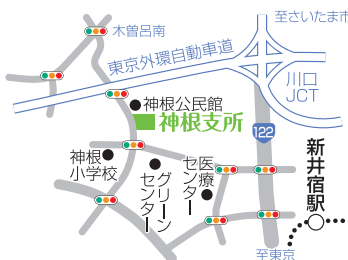 至さいたま市
木曽呂南
東京外環自動車道
川口
JCT
神根公民館
神根支所
122
新井宿駅
神根
小学校
グリーン
センター
医療
センター
至東京